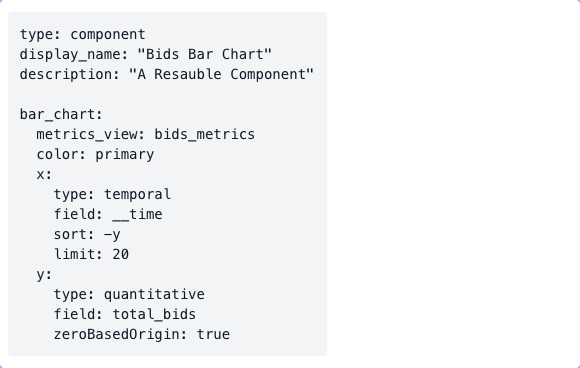 type: component
display_name: "Bids Bar Chart"
description: "A Resauble Component"

bar_chart:
  metrics_view: bids_metrics
  color: primary
  x:
    type: temporal
    field: __time
    sort: -y
    limit: 20
  y:
    type: quantitative
    field: total_bids
    zeroBasedOrigin: true